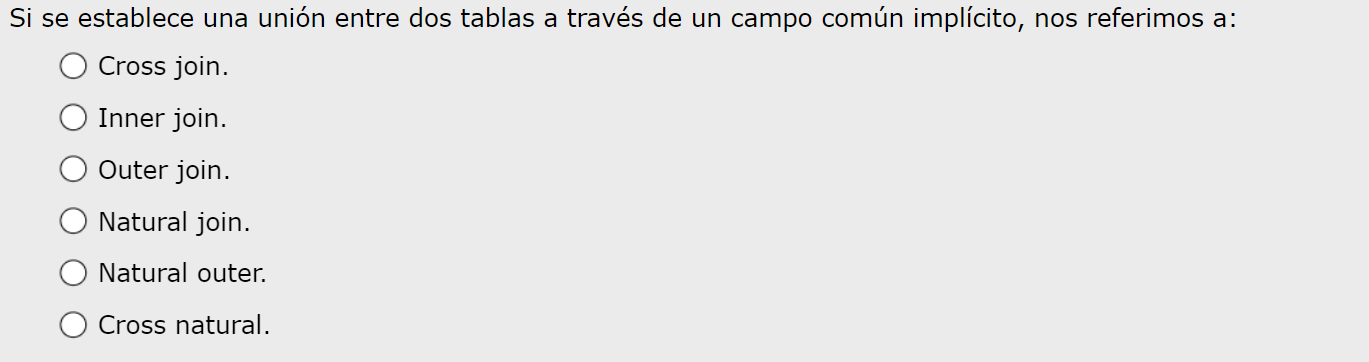 Si se establece una unión entre dos tablas a través de un campo común implícito, nos referimos a:
Cross join.
Inner join.
Outer join.
Natural join.
Natural outer.
Cross natural.